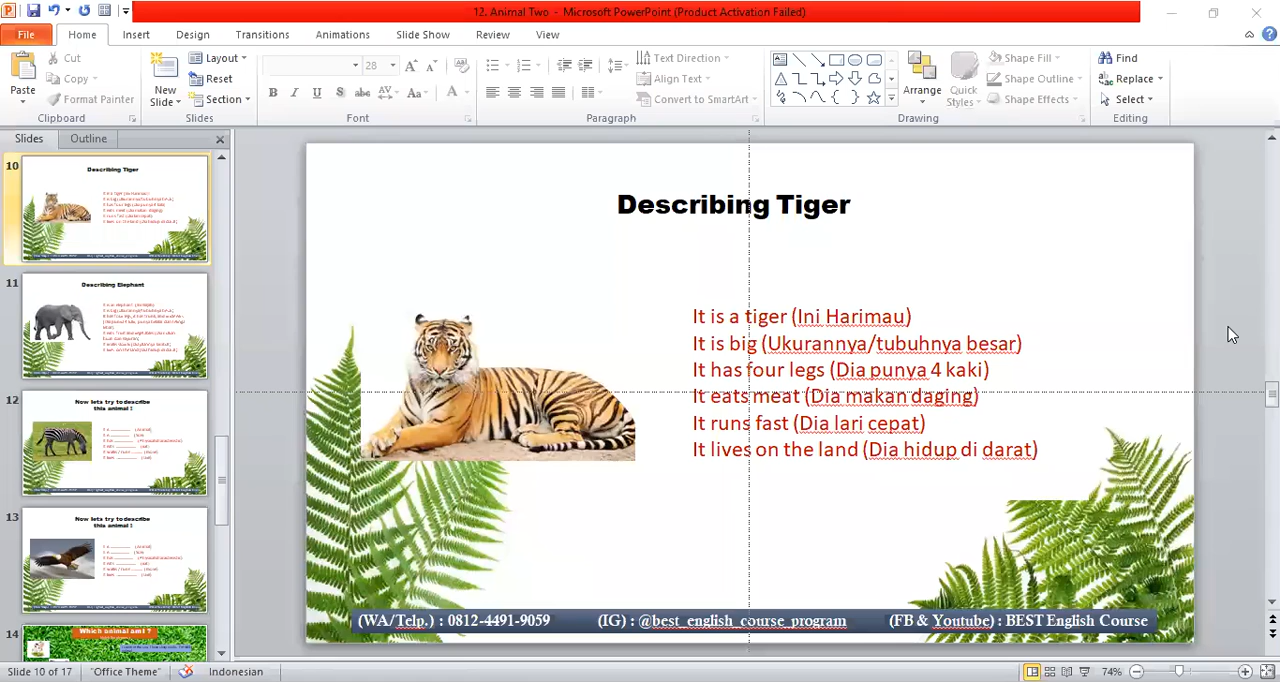 12. Animal Two - Microsoft PowerPoint (Product Activation Failed)
File Home Insert Design Transitions Animations Slide Show Review View
Paste
Cut
Copy
Format Painter
Clipboard
New Slide
Layout
Reset
Section
Slides
28
Font
Text Direction
Align Text
Convert to SmartArt
Paragraph
Arrange
Quick Styles
Shape Fill
Shape Outline
Shape Effects
Drawing
Find
Replace
Select
Editing
Slides Outline
10
Describing Tiger
11
Describing Elephant
12
Now lets try to describe
this animal !
13
Now lets try to describe
this animal !
14
Which animal am I ?
Describing Tiger
It is a tiger (Ini Harimau)
It is big (Ukurannya/tubuhnya besar)
It has four legs (Dia punya 4 kaki)
It eats meat (Dia makan daging)
It runs fast (Dia lari cepat)
It lives on the land (Dia hidup di darat)
(WA/Telp.) : 0812-4491-9059 (IG) : @best_english_course_program (FB & Youtube) : BEST English Course
Slide 10 of 17 "Office Theme" Indonesian 74%